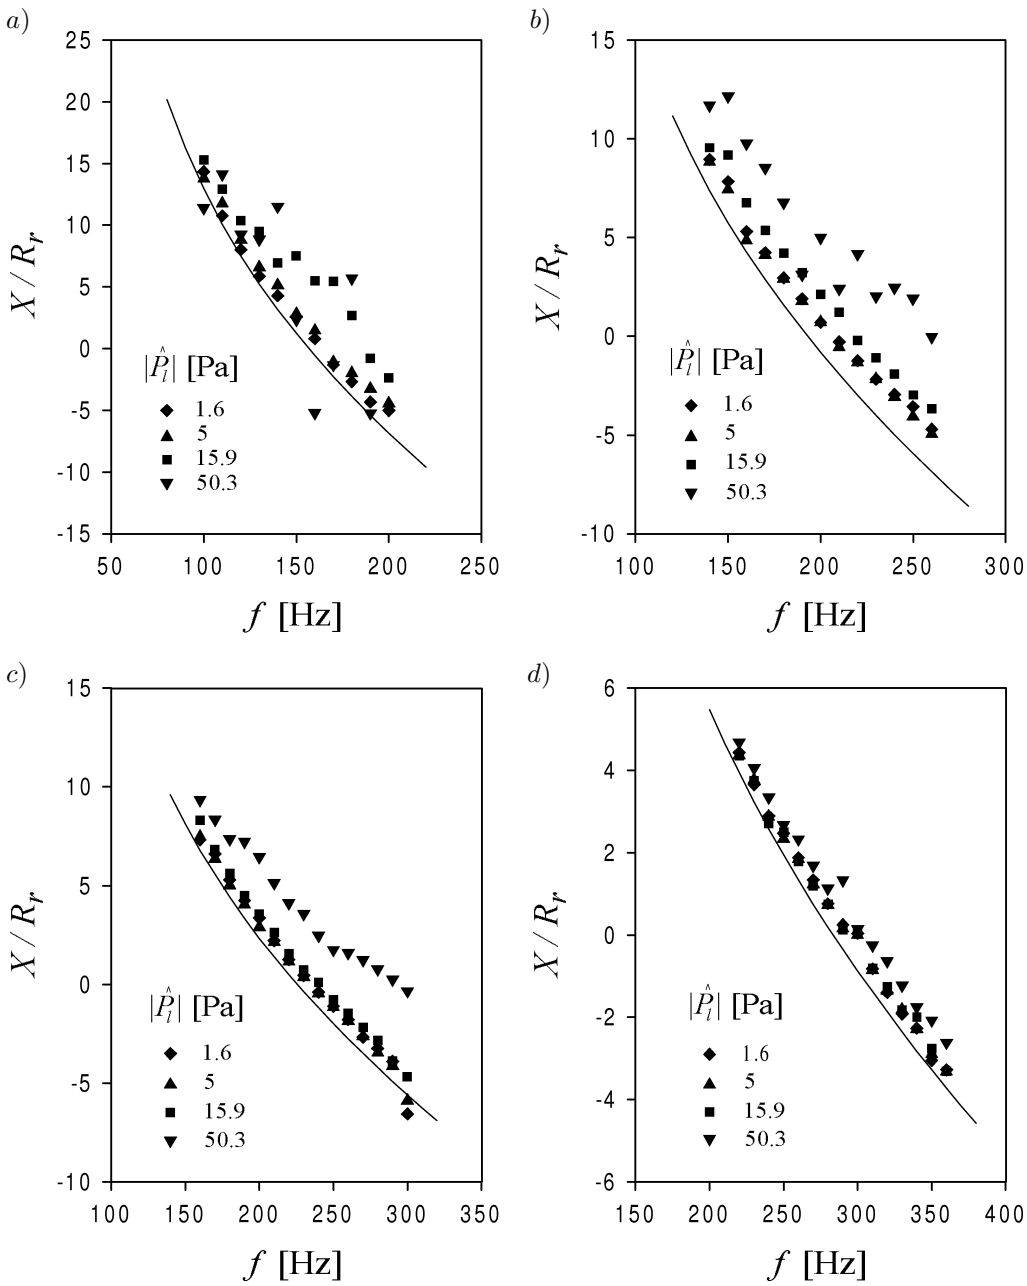 a) b)
25
20
15
10
5
0
-5
-10
-15
X / R_r
|P̂_l| [Pa]
1.6
5
15.9
50.3
50 100 150 200 250
f [Hz]
15
10
5
0
-5
-10
X / R_r
|P̂_l| [Pa]
1.6
5
15.9
50.3
100 150 200 250 300
f [Hz]
c) d)
15
10
5
0
-5
-10
X / R_r
|P̂_l| [Pa]
1.6
5
15.9
50.3
100 150 200 250 300 350
f [Hz]
6
4
2
0
-2
-4
-6
X / R_r
|P̂_l| [Pa]
1.6
5
15.9
50.3
150 200 250 300 350 400
f [Hz]